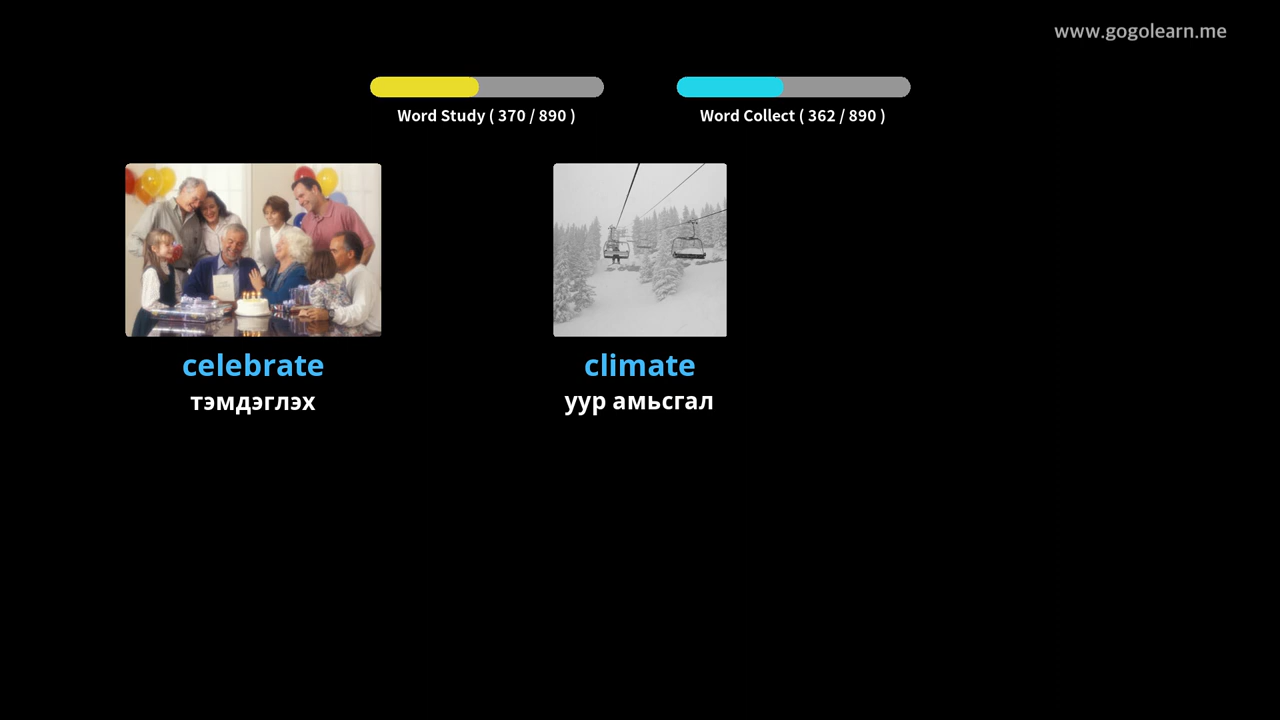 www.gogolearn.me
Word Study ( 370 / 890 )
Word Collect ( 362 / 890 )
celebrate
тэмдэглэх
climate
уур амьсгал